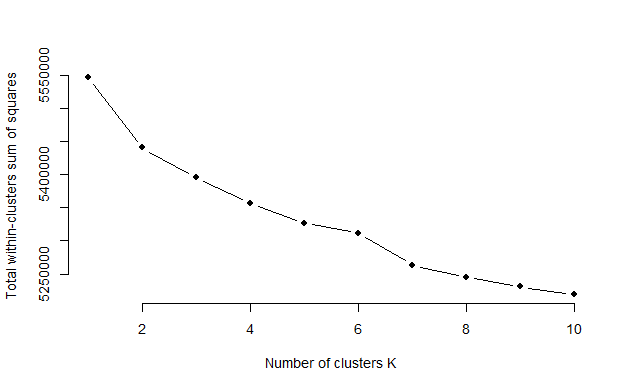 Total within-clusters sum of squares
5550000
5400000
5250000
2 4 6 8 10
Number of clusters K